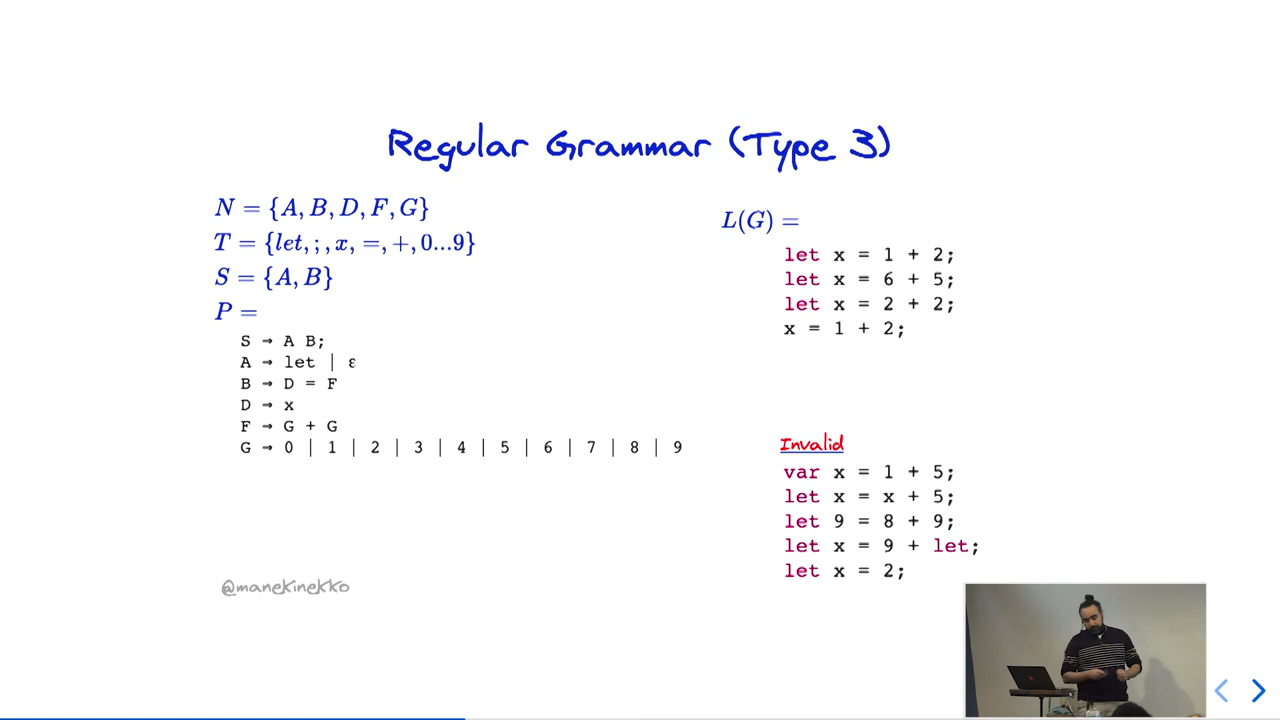 Regular Grammar (Type 3)
N = {A, B, D, F, G}
T = {let, ; , x, =, +, 0...9}
S = {A, B}
P =
S → A B;
A → let | ε
B → D = F
D → x
F → G + G
G → 0 | 1 | 2 | 3 | 4 | 5 | 6 | 7 | 8 | 9
@manekinekko
L(G) =
let x = 1 + 2;
let x = 6 + 5;
let x = 2 + 2;
x = 1 + 2;
Invalid
var x = 1 + 5;
let x = x + 5;
let 9 = 8 + 9;
let x = 9 + let;
let x = 2;